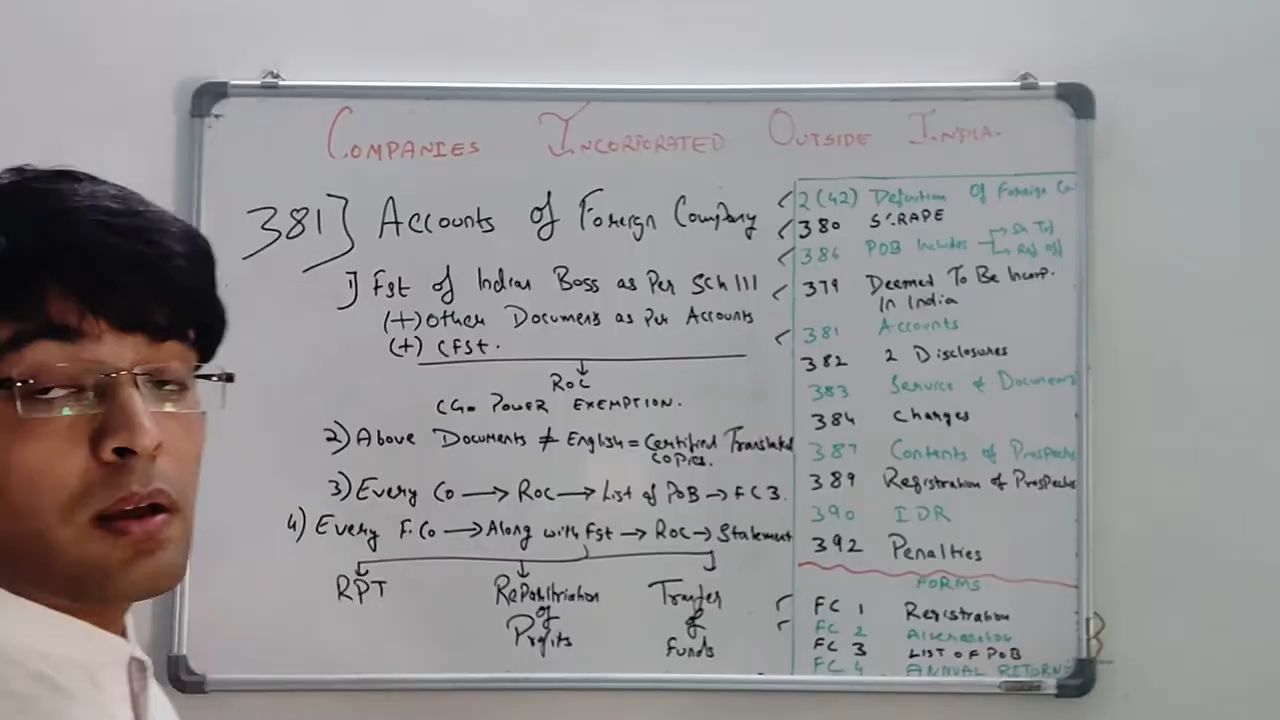 COMPANIES INCORPORATED OUTSIDE INDIA.
381] Accounts of Foreign Company
1] Fst of Indian Boss as Per Sch III
(+) Other Documents as Per Accounts
(+) CFST.
ROC
CG= POWER EXEMPTION.
2) Above Documents ≠ English = Certified Translated
COPIES.
3) Every Co → ROC → List of POB → FC3.
4) Every F.Co → Along with Fst → ROC → Statement
RPT
Repatriation
of
Profits
Transfer
of
Funds
2(42) Definition Of Foreign Co
380 SCRAPE
386 POB Includes → Sh Tsf
→ Reg Off
379 Deemed To Be Incorp.
In India
381 Accounts
382 2 Disclosures
383 Service of Document
384 Charges
387 Contents of Prospectus
389 Registration of Prospectus
390 IDR
392 Penalties
FORMS
FC 1 Registration
FC 2 Alteration
FC 3 LIST OF POB
FC 4 ANNUAL RETURN